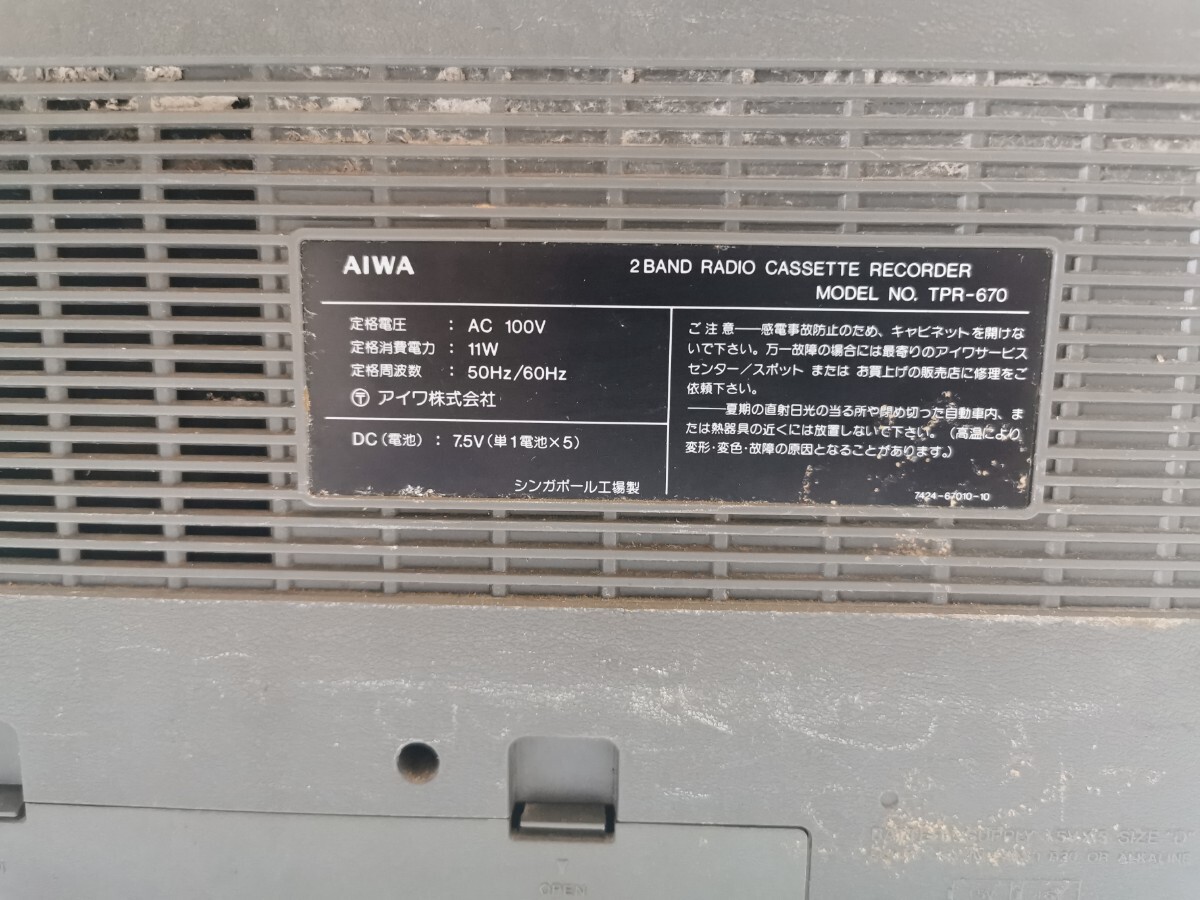 AIWA
2 BAND RADIO CASSETTE RECORDER
MODEL NO. TPR-670
定格電圧 : AC 100V
定格消費電力 : 11W
定格周波数 : 50Hz/60Hz
〶 アイワ株式会社
DC(電池) : 7.5V(単1電池×5)
シンガポール工場製
ご注意──感電事故防止のため、キャビネットを開けな
いで下さい。万一故障の場合には最寄りのアイワサービス
センター/スポット または お買上げの販売店に修理をご
依頼下さい。
──夏期の直射日光の当る所や閉め切った自動車内、ま
たは熱器具の近くには放置しないで下さい。(高温により
変形・変色・故障の原因となることがあります。)
7424-67010-10
OPEN
SUPPLY SIZE "D"
OR ALKALINE